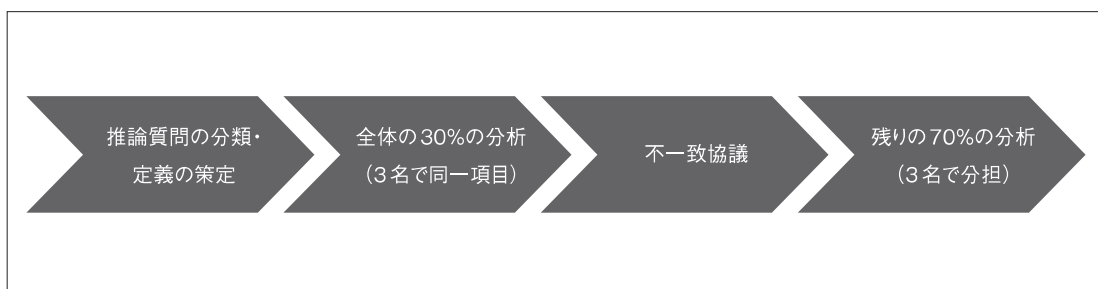 推論質問の分類・
定義の策定
全体の30%の分析
(3名で同一項目)
不一致協議
残りの70%の分析
(3名で分担)